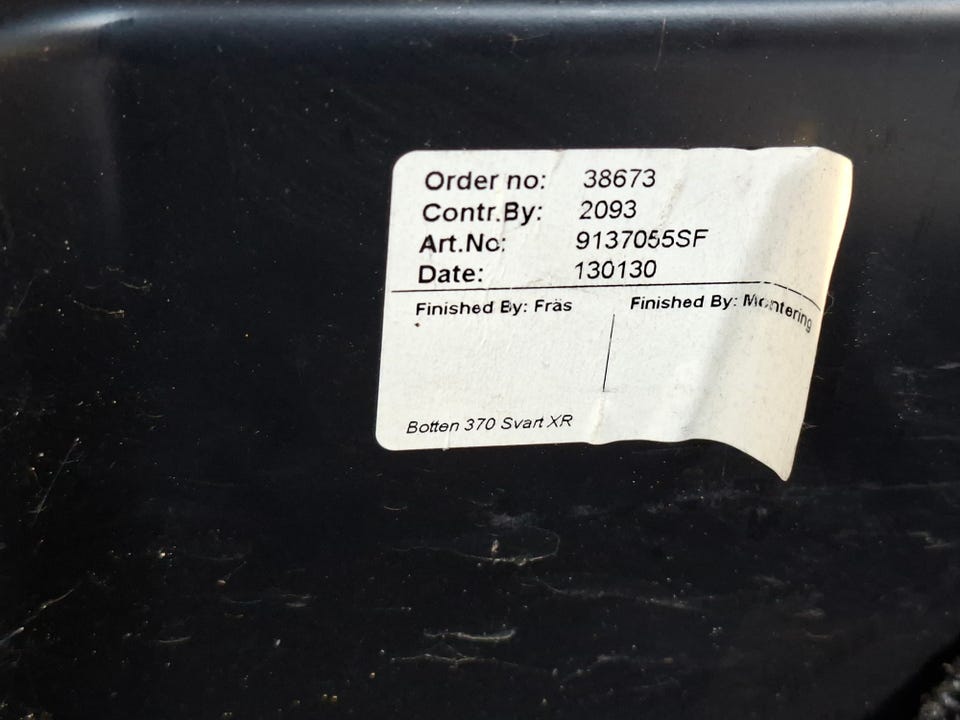 Order no: 38673
Contr.By: 2093
Art.No: 9137055SF
Date: 130130
Finished By: Fräs Finished By: Montering
Botten 370 Svart XR